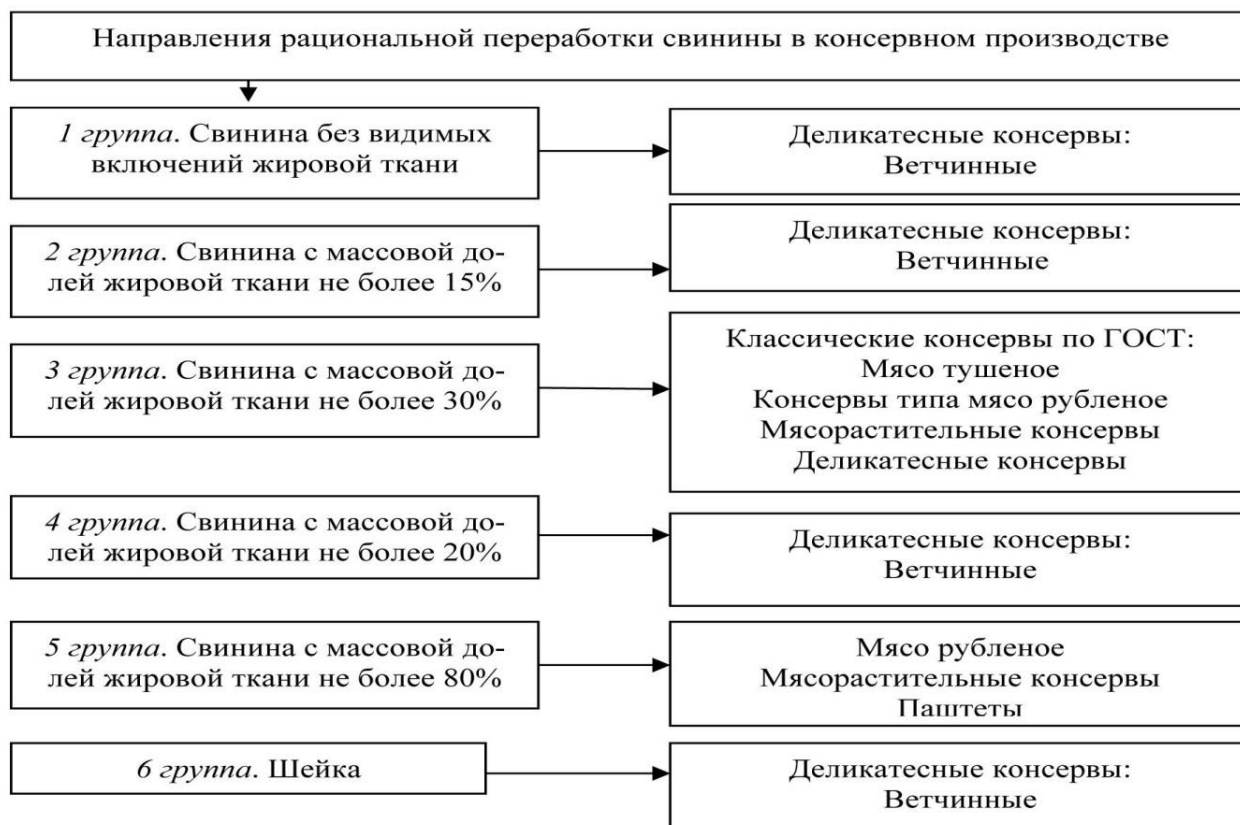 Направления рациональной переработки свинины в консервном производстве
1 группа. Свинина без видимых
включений жировой ткани
Деликатесные консервы:
Ветчинные
2 группа. Свинина с массовой до-
лей жировой ткани не более 15%
Деликатесные консервы:
Ветчинные
3 группа. Свинина с массовой до-
лей жировой ткани не более 30%
Классические консервы по ГОСТ:
Мясо тушеное
Консервы типа мясо рубленое
Мясорастительные консервы
Деликатесные консервы
4 группа. Свинина с массовой до-
лей жировой ткани не более 20%
Деликатесные консервы:
Ветчинные
5 группа. Свинина с массовой до-
лей жировой ткани не более 80%
Мясо рубленое
Мясорастительные консервы
Паштеты
6 группа. Шейка
Деликатесные консервы:
Ветчинные